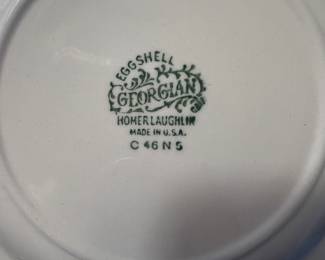 EGGSHELL
GEORGIAN
HOMER LAUGHLIN
MADE IN U.S.A.
C 46 N 5